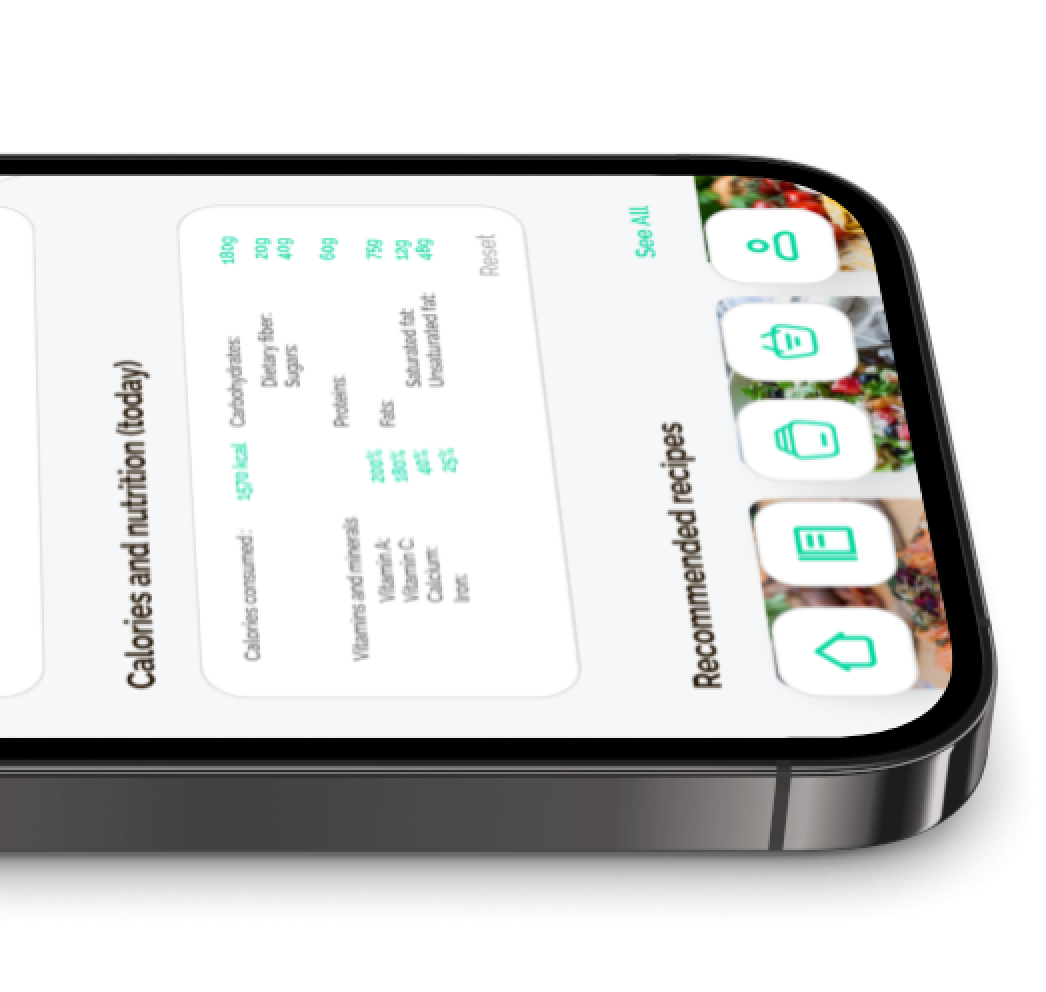 Calories and nutrition (today)
Calories consumed: 1570 kcal
Vitamins and minerals
Vitamin A: 200%
Vitamin C: 180%
Calcium: 40%
Iron: 25%
Carbohydrates: 180g
Dietary fiber: 20g
Sugars: 40g
Proteins: 60g
Fats: 75g
Saturated fat: 12g
Unsaturated fat: 48g
Reset
Recommended recipes
See All